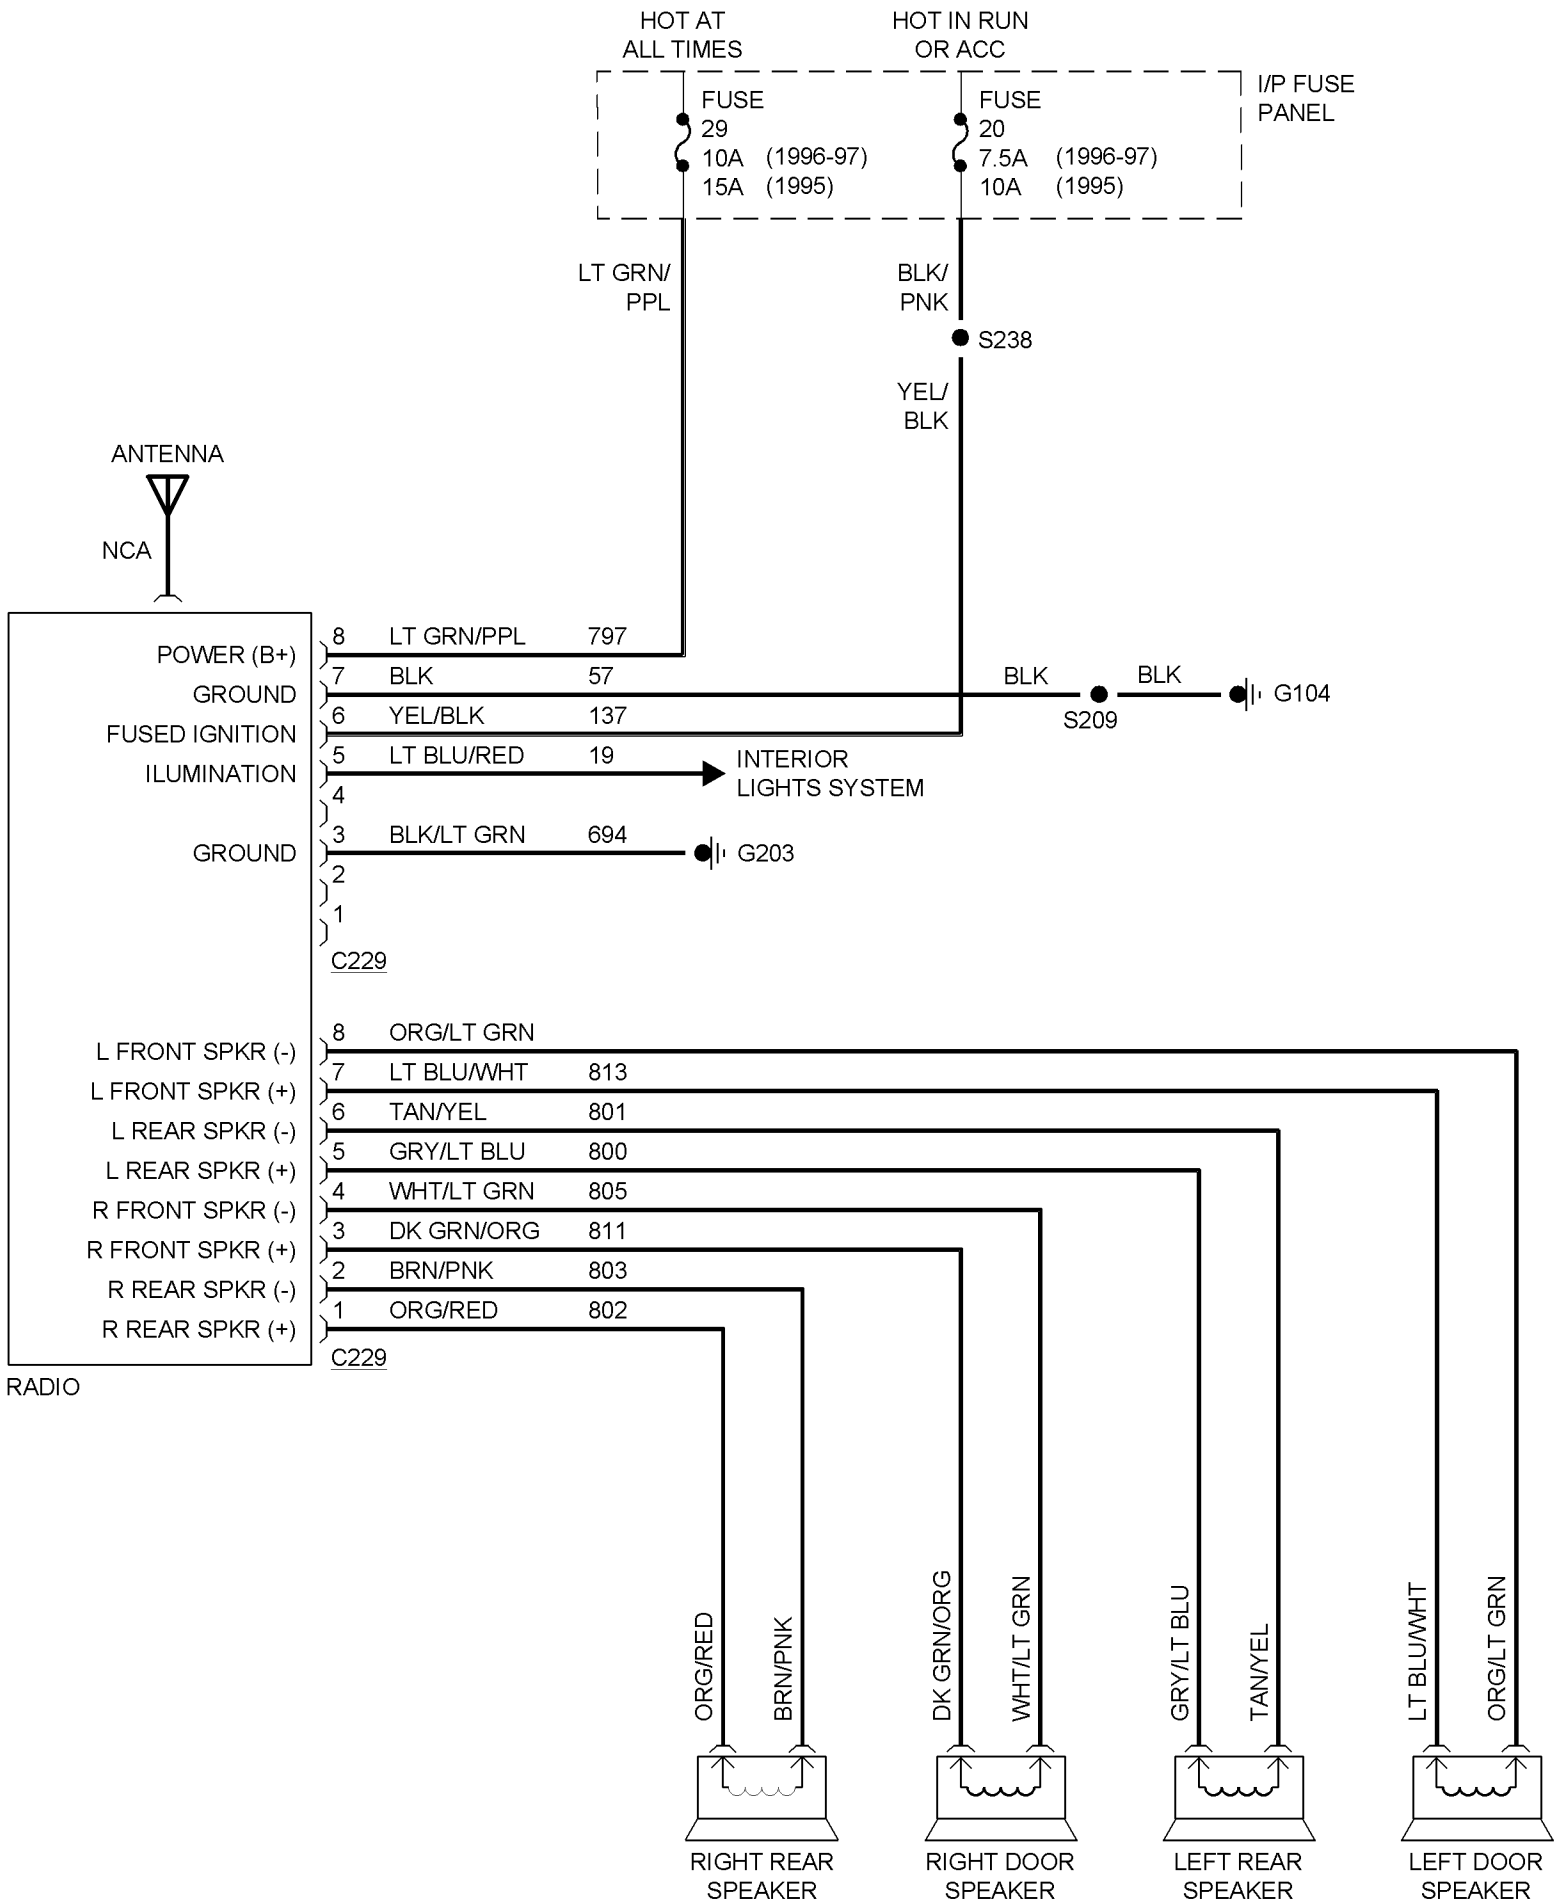 HOT AT
ALL TIMES
HOT IN RUN
OR ACC
I/P FUSE
PANEL
FUSE
29
10A (1996-97)
15A (1995)
FUSE
20
7.5A (1996-97)
10A (1995)
LT GRN/
PPL
BLK/
PNK
S238
YEL/
BLK
ANTENNA
NCA
POWER (B+) 8 LT GRN/PPL 797
GROUND 7 BLK 57
BLK
BLK
S209
G104
FUSED IGNITION 6 YEL/BLK 137
ILUMINATION 5 LT BLU/RED 19
INTERIOR
LIGHTS SYSTEM
4
GROUND 3 BLK/LT GRN 694
G203
2
1
C229
L FRONT SPKR (-) 8 ORG/LT GRN
L FRONT SPKR (+) 7 LT BLU/WHT 813
L REAR SPKR (-) 6 TAN/YEL 801
L REAR SPKR (+) 5 GRY/LT BLU 800
R FRONT SPKR (-) 4 WHT/LT GRN 805
R FRONT SPKR (+) 3 DK GRN/ORG 811
R REAR SPKR (-) 2 BRN/PNK 803
R REAR SPKR (+) 1 ORG/RED 802
C229
RADIO
ORG/RED
BRN/PNK
DK GRN/ORG
WHT/LT GRN
GRY/LT BLU
TAN/YEL
LT BLU/WHT
ORG/LT GRN
RIGHT REAR
SPEAKER
RIGHT DOOR
SPEAKER
LEFT REAR
SPEAKER
LEFT DOOR
SPEAKER